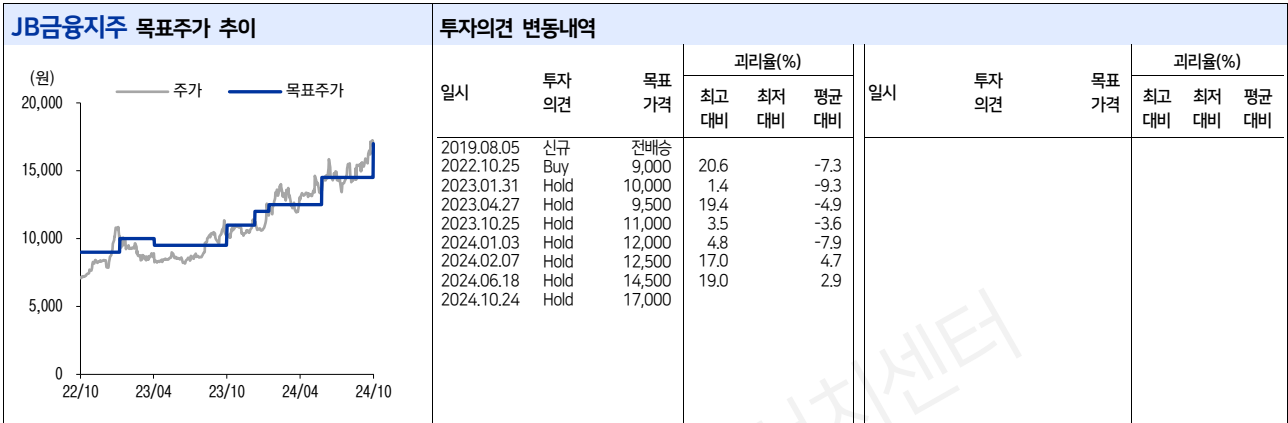 JB금융지주 목표주가 추이
(원)
주가
목표주가
20,000
15,000
10,000
5,000
0
22/10 23/04 23/10 24/04 24/10
투자의견 변동내역
일시 투자의견 목표가격 괴리율(%)
최고대비 최저대비 평균대비
2019.08.05 신규 전배승
2022.10.25 Buy 9,000 20.6 -7.3
2023.01.31 Hold 10,000 1.4 -9.3
2023.04.27 Hold 9,500 19.4 -4.9
2023.10.25 Hold 11,000 3.5 -3.6
2024.01.03 Hold 12,000 4.8 -7.9
2024.02.07 Hold 12,500 17.0 4.7
2024.06.18 Hold 14,500 19.0 2.9
2024.10.24 Hold 17,000
일시 투자의견 목표가격 괴리율(%)
최고대비 최저대비 평균대비